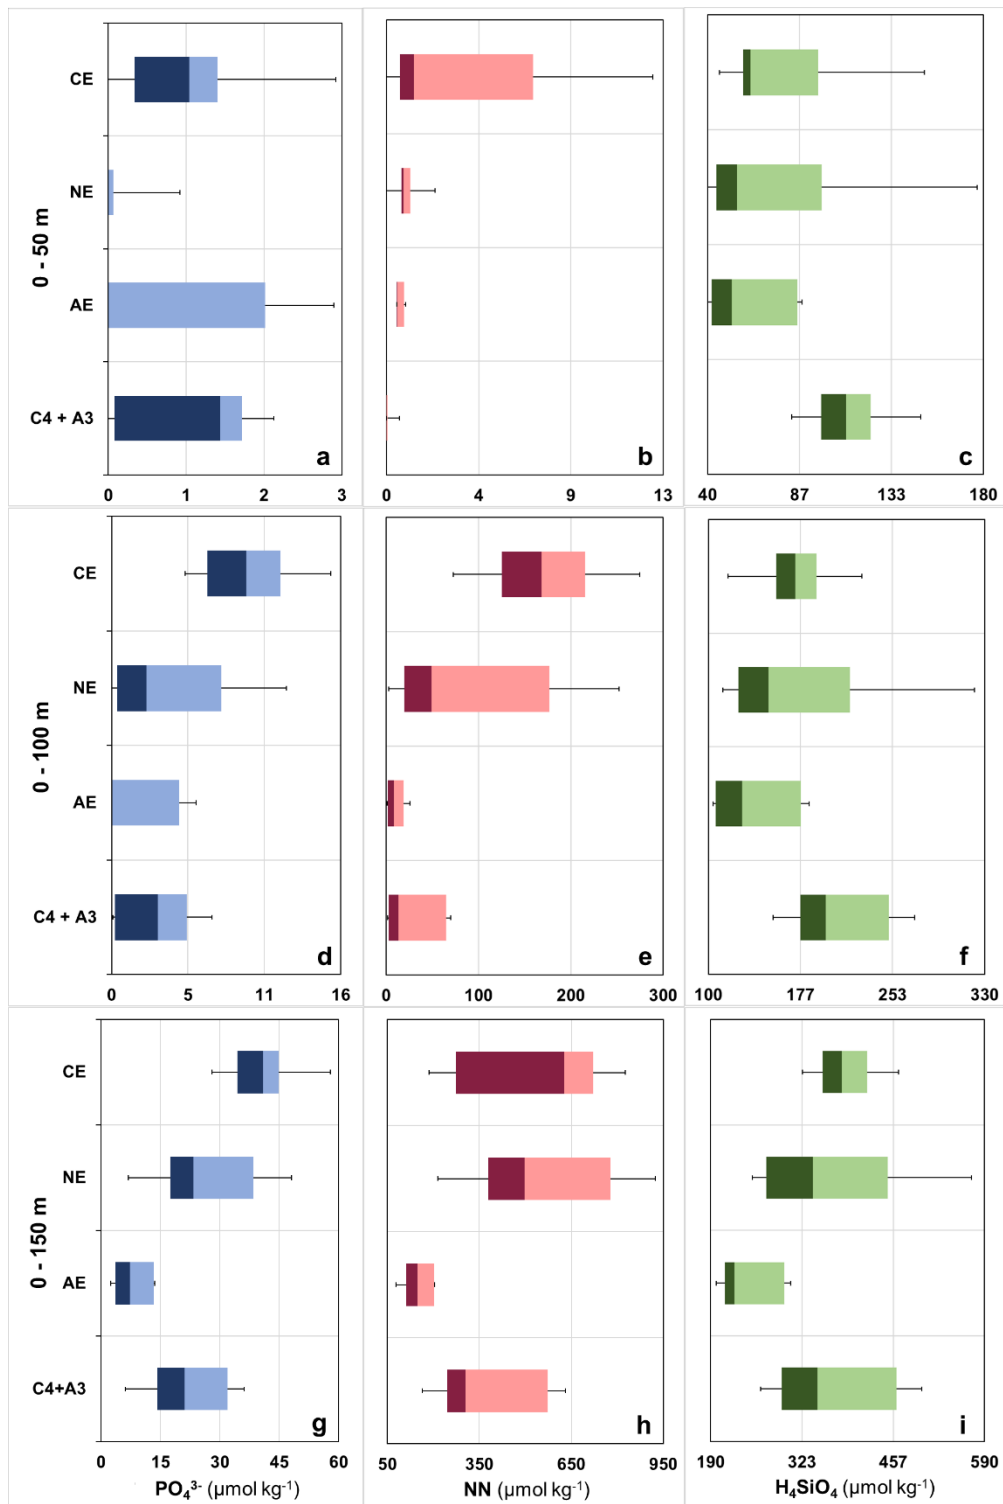 CE
NE
AE
C4 + A3
0 - 50 m
a
b
c
0 1 2 3
0 4 9 13
40 87 133 180
CE
NE
AE
C4 + A3
0 - 100 m
d
e
f
0 5 11 16
0 100 200 300
100 177 253 330
CE
NE
AE
C4+A3
0 - 150 m
g
h
i
0 15 30 45 60
50 350 650 950
190 323 457 590
PO₄³⁻ (µmol kg⁻¹)
NN (µmol kg⁻¹)
H₄SiO₄ (µmol kg⁻¹)